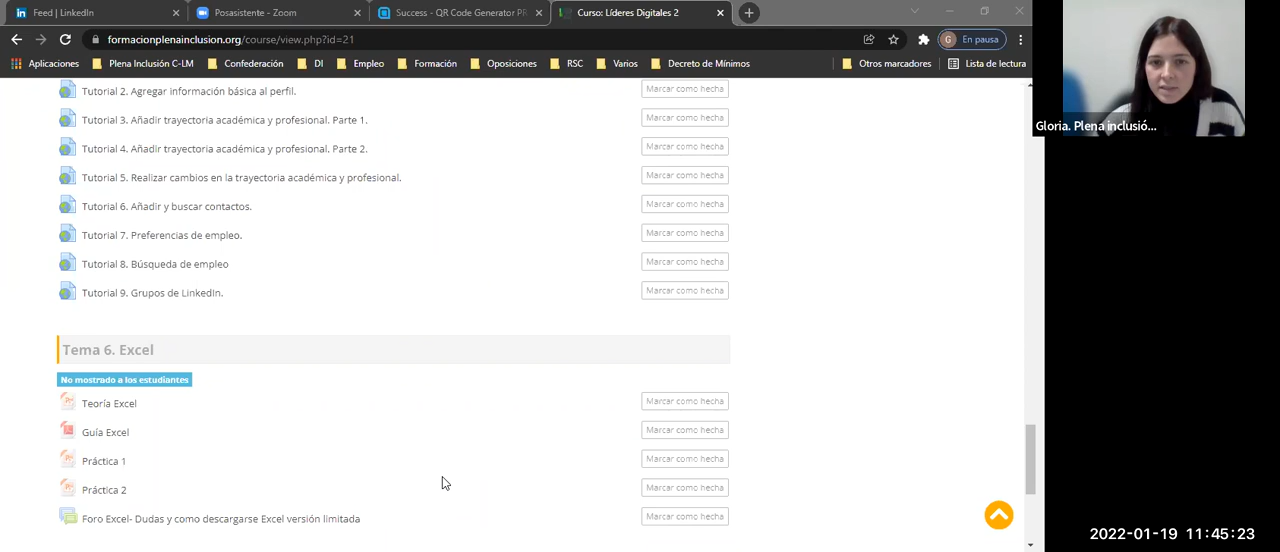 Feed | LinkedIn
Posasistente - Zoom
Success - QR Code Generator PR
Curso: Líderes Digitales 2
formacionplenainclusion.org/course/view.php?id=21
G En pausa
Aplicaciones Plena Inclusión C-LM Confederación DI Empleo Formación Oposiciones RSC Varios Decreto de Mínimos Otros marcadores Lista de lectura
Gloria. Plena inclusió...
Tutorial 2. Agregar información básica al perfil. Marcar como hecha
Tutorial 3. Añadir trayectoria académica y profesional. Parte 1. Marcar como hecha
Tutorial 4. Añadir trayectoria académica y profesional. Parte 2. Marcar como hecha
Tutorial 5. Realizar cambios en la trayectoria académica y profesional. Marcar como hecha
Tutorial 6. Añadir y buscar contactos. Marcar como hecha
Tutorial 7. Preferencias de empleo. Marcar como hecha
Tutorial 8. Búsqueda de empleo Marcar como hecha
Tutorial 9. Grupos de LinkedIn. Marcar como hecha
Tema 6. Excel
No mostrado a los estudiantes
Teoría Excel Marcar como hecha
Guía Excel Marcar como hecha
Práctica 1 Marcar como hecha
Práctica 2 Marcar como hecha
Foro Excel- Dudas y como descargarse Excel versión limitada Marcar como hecha
2022-01-19 11:45:23